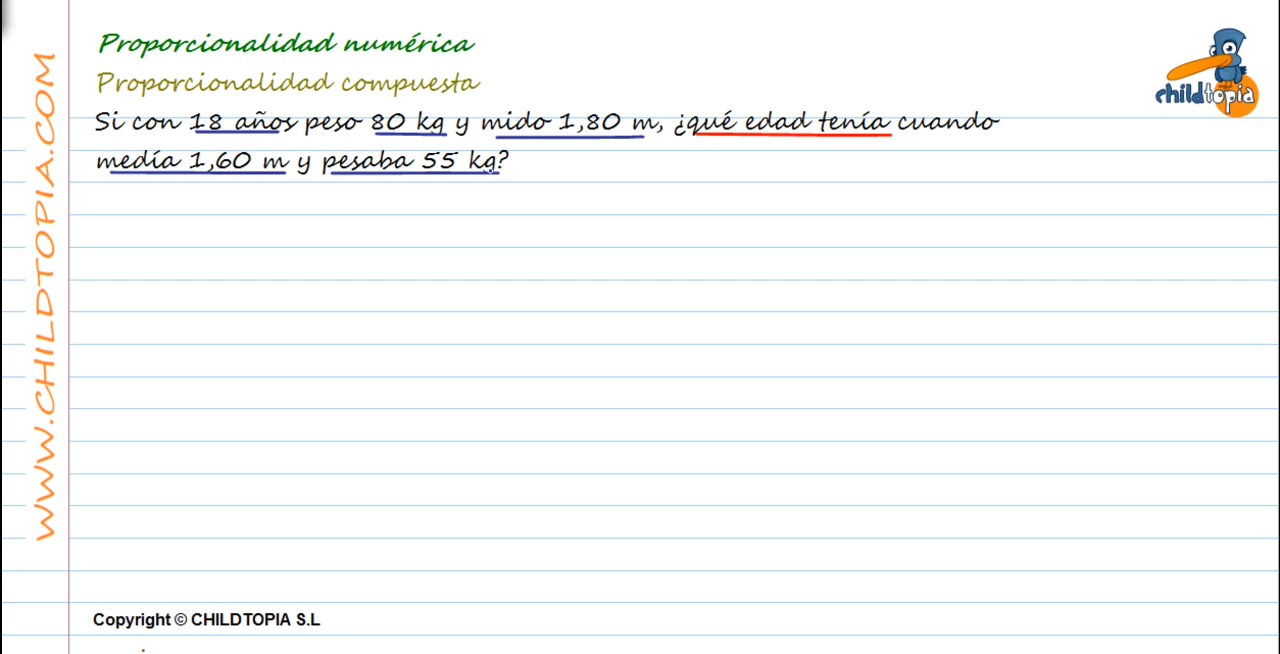 Proporcionalidad numérica
Proporcionalidad compuesta
Si con 18 años peso 80 kg y mido 1,80 m, ¿qué edad tenía cuando
medía 1,60 m y pesaba 55 kg?
childtopia
WWW.CHILDTOPIA.COM
Copyright © CHILDTOPIA S.L